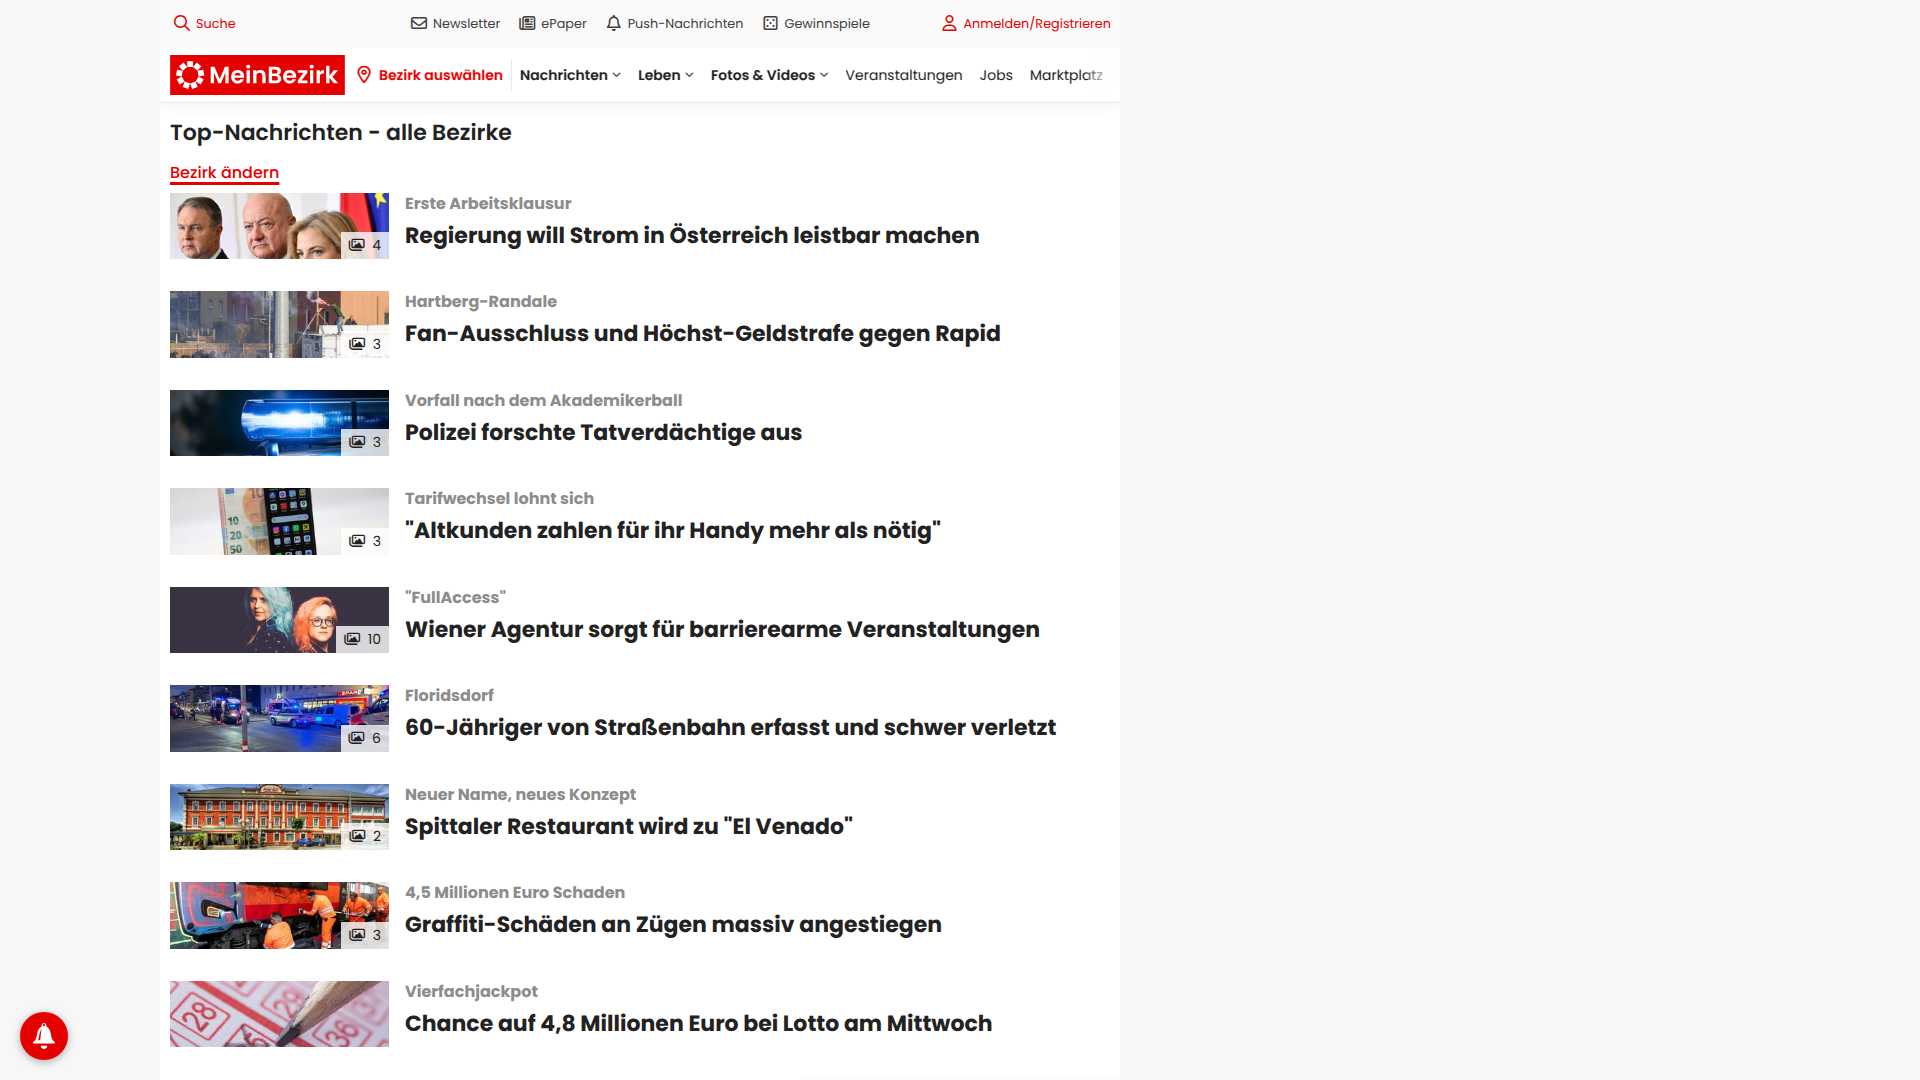 Suche
Newsletter
ePaper
Push-Nachrichten
Gewinnspiele
Anmelden/Registrieren
MeinBezirk
Bezirk auswählen
Nachrichten
Leben
Fotos & Videos
Veranstaltungen
Jobs
Marktplatz
Top-Nachrichten - alle Bezirke
Bezirk ändern
4
Erste Arbeitsklausur
Regierung will Strom in Österreich leistbar machen
3
Hartberg-Randale
Fan-Ausschluss und Höchst-Geldstrafe gegen Rapid
3
Vorfall nach dem Akademikerball
Polizei forschte Tatverdächtige aus
10
20
50
3
Tarifwechsel lohnt sich
"Altkunden zahlen für ihr Handy mehr als nötig"
10
"FullAccess"
Wiener Agentur sorgt für barrierearme Veranstaltungen
6
Floridsdorf
60-Jähriger von Straßenbahn erfasst und schwer verletzt
2
Neuer Name, neues Konzept
Spittaler Restaurant wird zu "El Venado"
3
4,5 Millionen Euro Schaden
Graffiti-Schäden an Zügen massiv angestiegen
28
29
36
Vierfachjackpot
Chance auf 4,8 Millionen Euro bei Lotto am Mittwoch